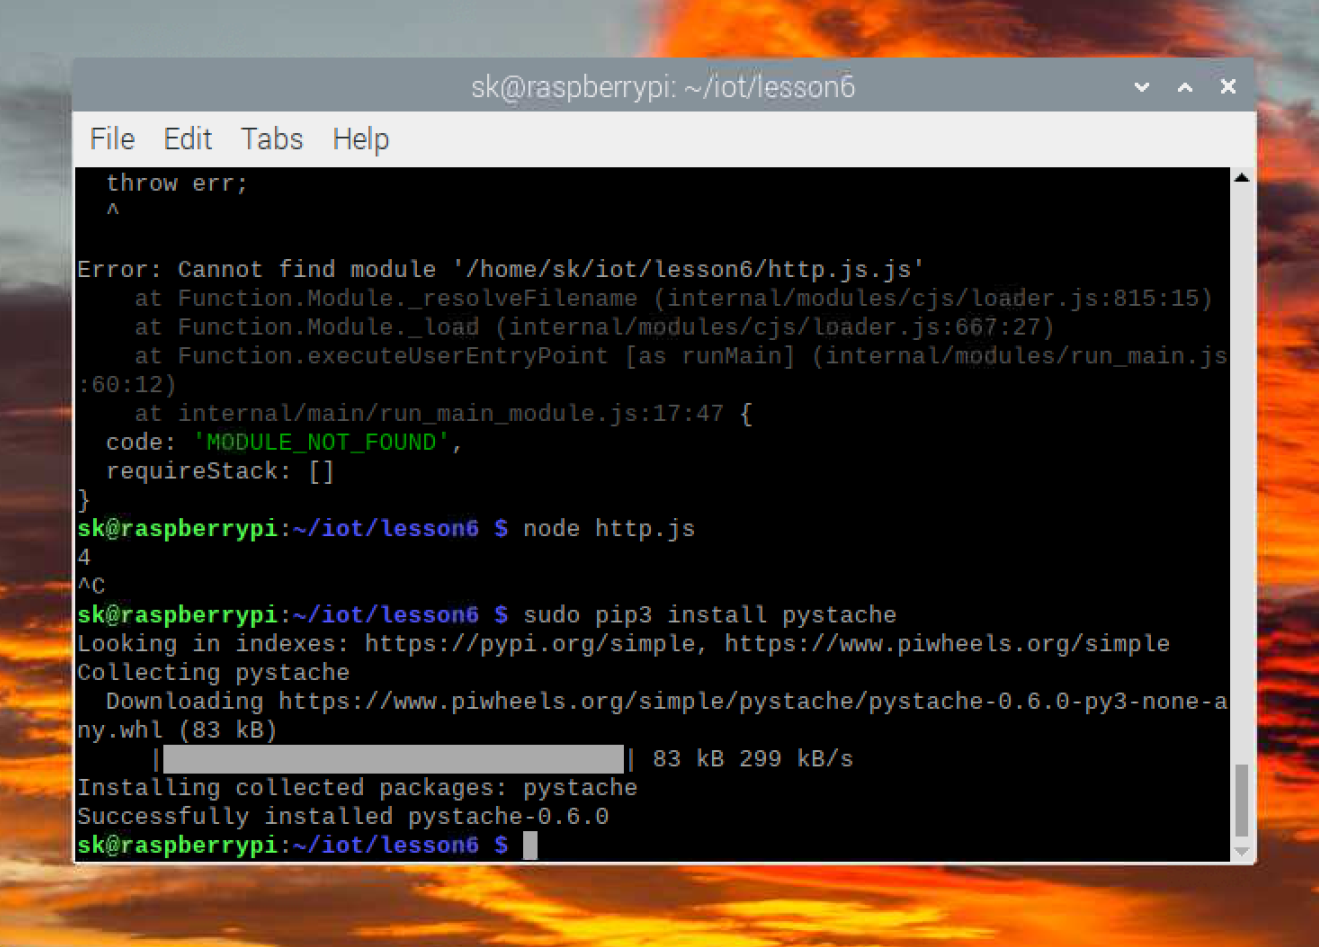 sk@raspberrypi: ~/iot/lesson6
File Edit Tabs Help
  throw err;
  ^

Error: Cannot find module '/home/sk/iot/lesson6/http.js.js'
    at Function.Module._resolveFilename (internal/modules/cjs/loader.js:815:15)
    at Function.Module._load (internal/modules/cjs/loader.js:667:27)
    at Function.executeUserEntryPoint [as runMain] (internal/modules/run_main.js
:60:12)
    at internal/main/run_main_module.js:17:47 {
  code: 'MODULE_NOT_FOUND',
  requireStack: []
}
sk@raspberrypi:~/iot/lesson6 $ node http.js
4
^C
sk@raspberrypi:~/iot/lesson6 $ sudo pip3 install pystache
Looking in indexes: https://pypi.org/simple, https://www.piwheels.org/simple
Collecting pystache
  Downloading https://www.piwheels.org/simple/pystache/pystache-0.6.0-py3-none-a
ny.whl (83 kB)
     | | 83 kB 299 kB/s
Installing collected packages: pystache
Successfully installed pystache-0.6.0
sk@raspberrypi:~/iot/lesson6 $